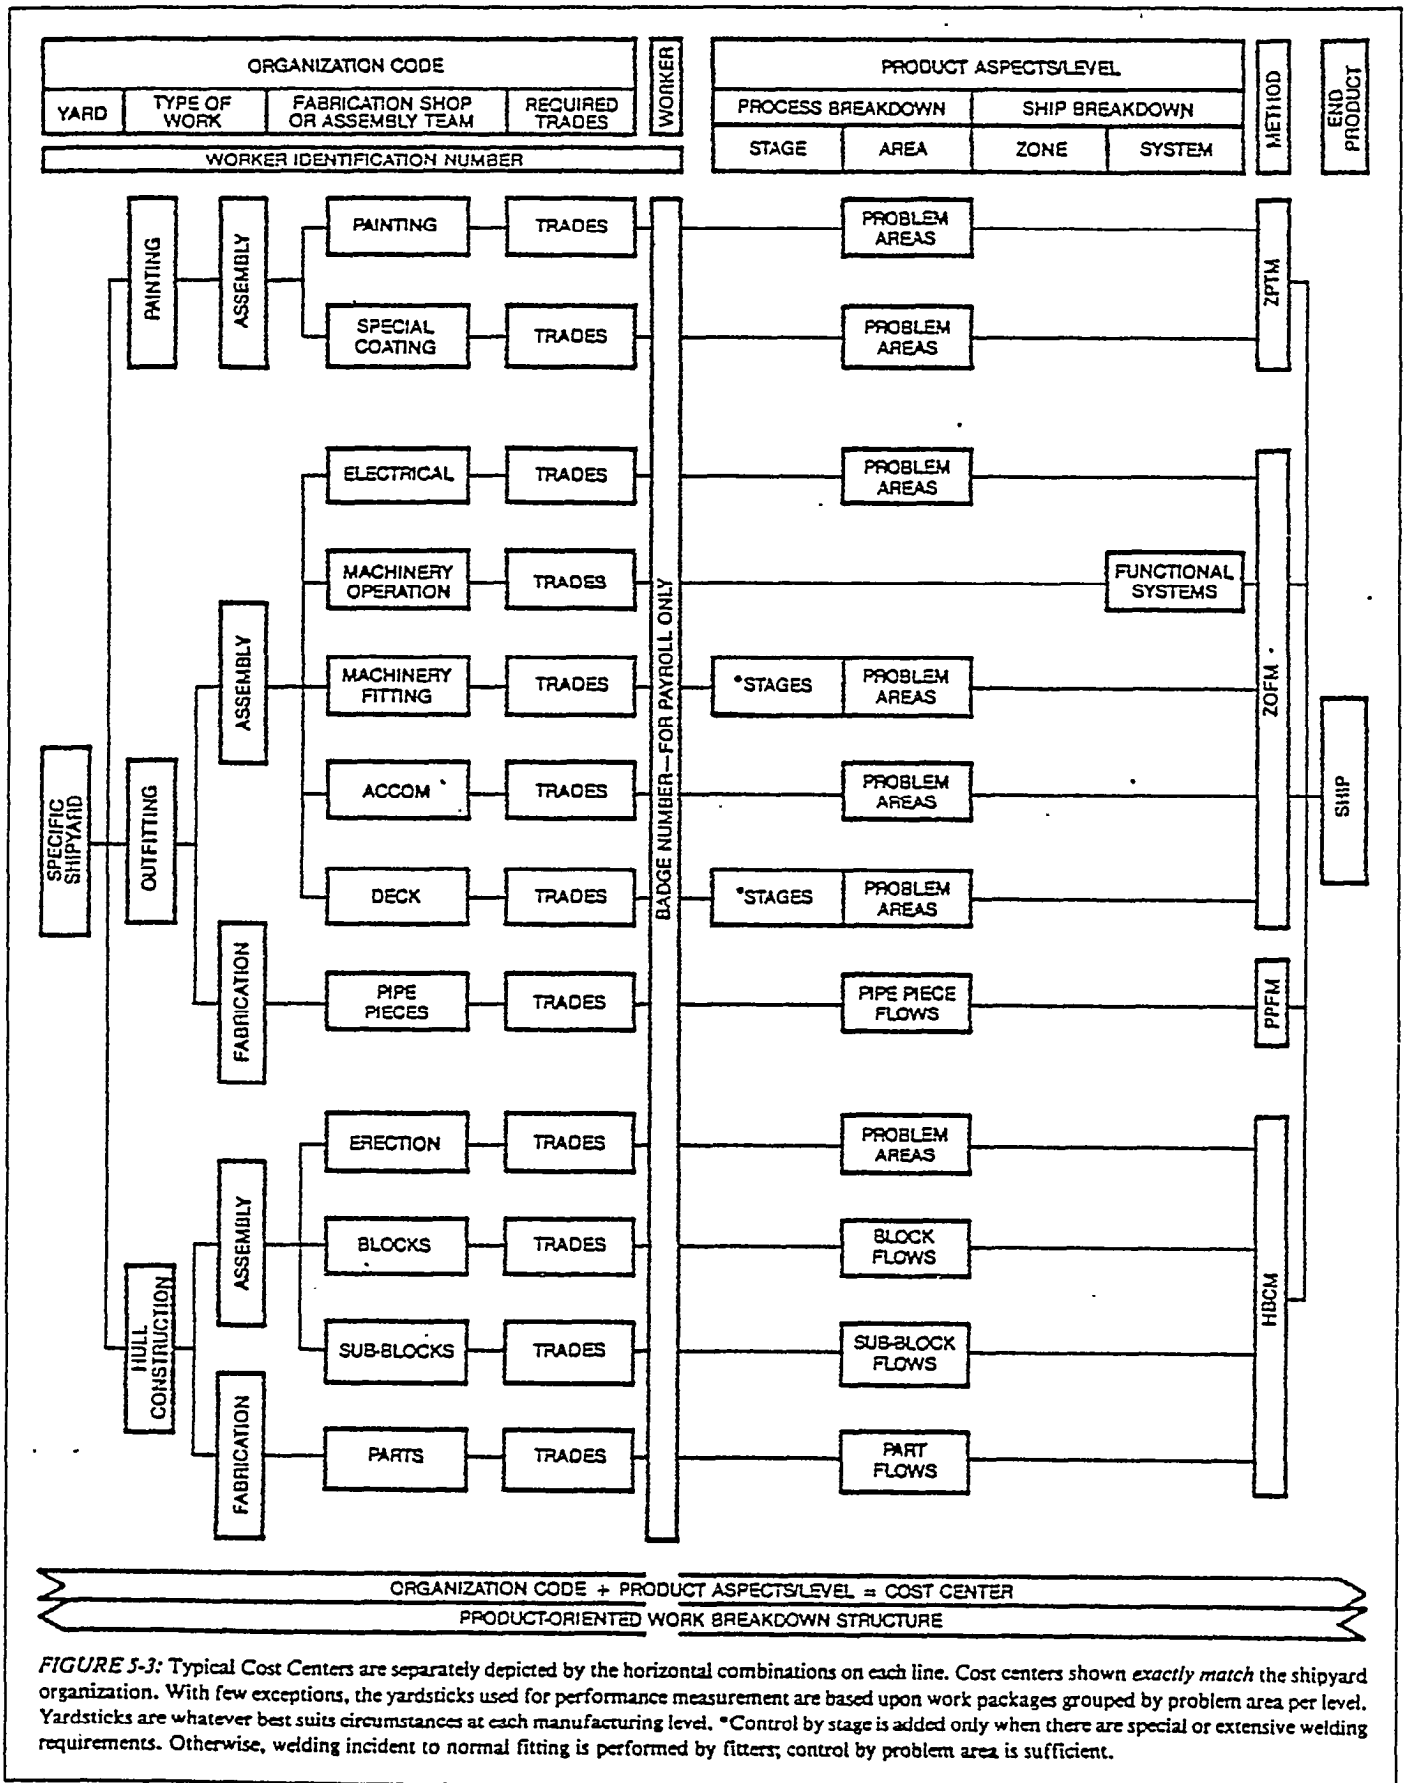 ORGANIZATION CODE
YARD
TYPE OF
WORK
FABRICATION SHOP
OR ASSEMBLY TEAM
REQUIRED
TRADES
WORKER
WORKER IDENTIFICATION NUMBER
PRODUCT ASPECTS/LEVEL
PROCESS BREAKDOWN
SHIP BREAKDOWN
STAGE
AREA
ZONE
SYSTEM
METHOD
END
PRODUCT
SPECIFIC
SHIPYARD
PAINTING
ASSEMBLY
PAINTING
TRADES
PROBLEM
AREAS
SPECIAL
COATING
TRADES
PROBLEM
AREAS
ZPTM
OUTFITTING
ASSEMBLY
ELECTRICAL
TRADES
PROBLEM
AREAS
MACHINERY
OPERATION
TRADES
FUNCTIONAL
SYSTEMS
MACHINERY
FITTING
TRADES
*STAGES
PROBLEM
AREAS
ACCOM
TRADES
PROBLEM
AREAS
DECK
TRADES
*STAGES
PROBLEM
AREAS
ZOFM
BADGE NUMBER—FOR PAYROLL ONLY
SHIP
FABRICATION
PIPE
PIECES
TRADES
PIPE PIECE
FLOWS
PPFM
HULL
CONSTRUCTION
ASSEMBLY
ERECTION
TRADES
PROBLEM
AREAS
BLOCKS
TRADES
BLOCK
FLOWS
SUB-BLOCKS
TRADES
SUB-BLOCK
FLOWS
FABRICATION
PARTS
TRADES
PART
FLOWS
HBCM
ORGANIZATION CODE + PRODUCT ASPECTS/LEVEL = COST CENTER
PRODUCT-ORIENTED WORK BREAKDOWN STRUCTURE
FIGURE 5-3: Typical Cost Centers are separately depicted by the horizontal combinations on each line. Cost centers shown exactly match the shipyard
organization. With few exceptions, the yardsticks used for performance measurement are based upon work packages grouped by problem area per level.
Yardsticks are whatever best suits circumstances at each manufacturing level. *Control by stage is added only when there are special or extensive welding
requirements. Otherwise, welding incident to normal fitting is performed by fitters; control by problem area is sufficient.